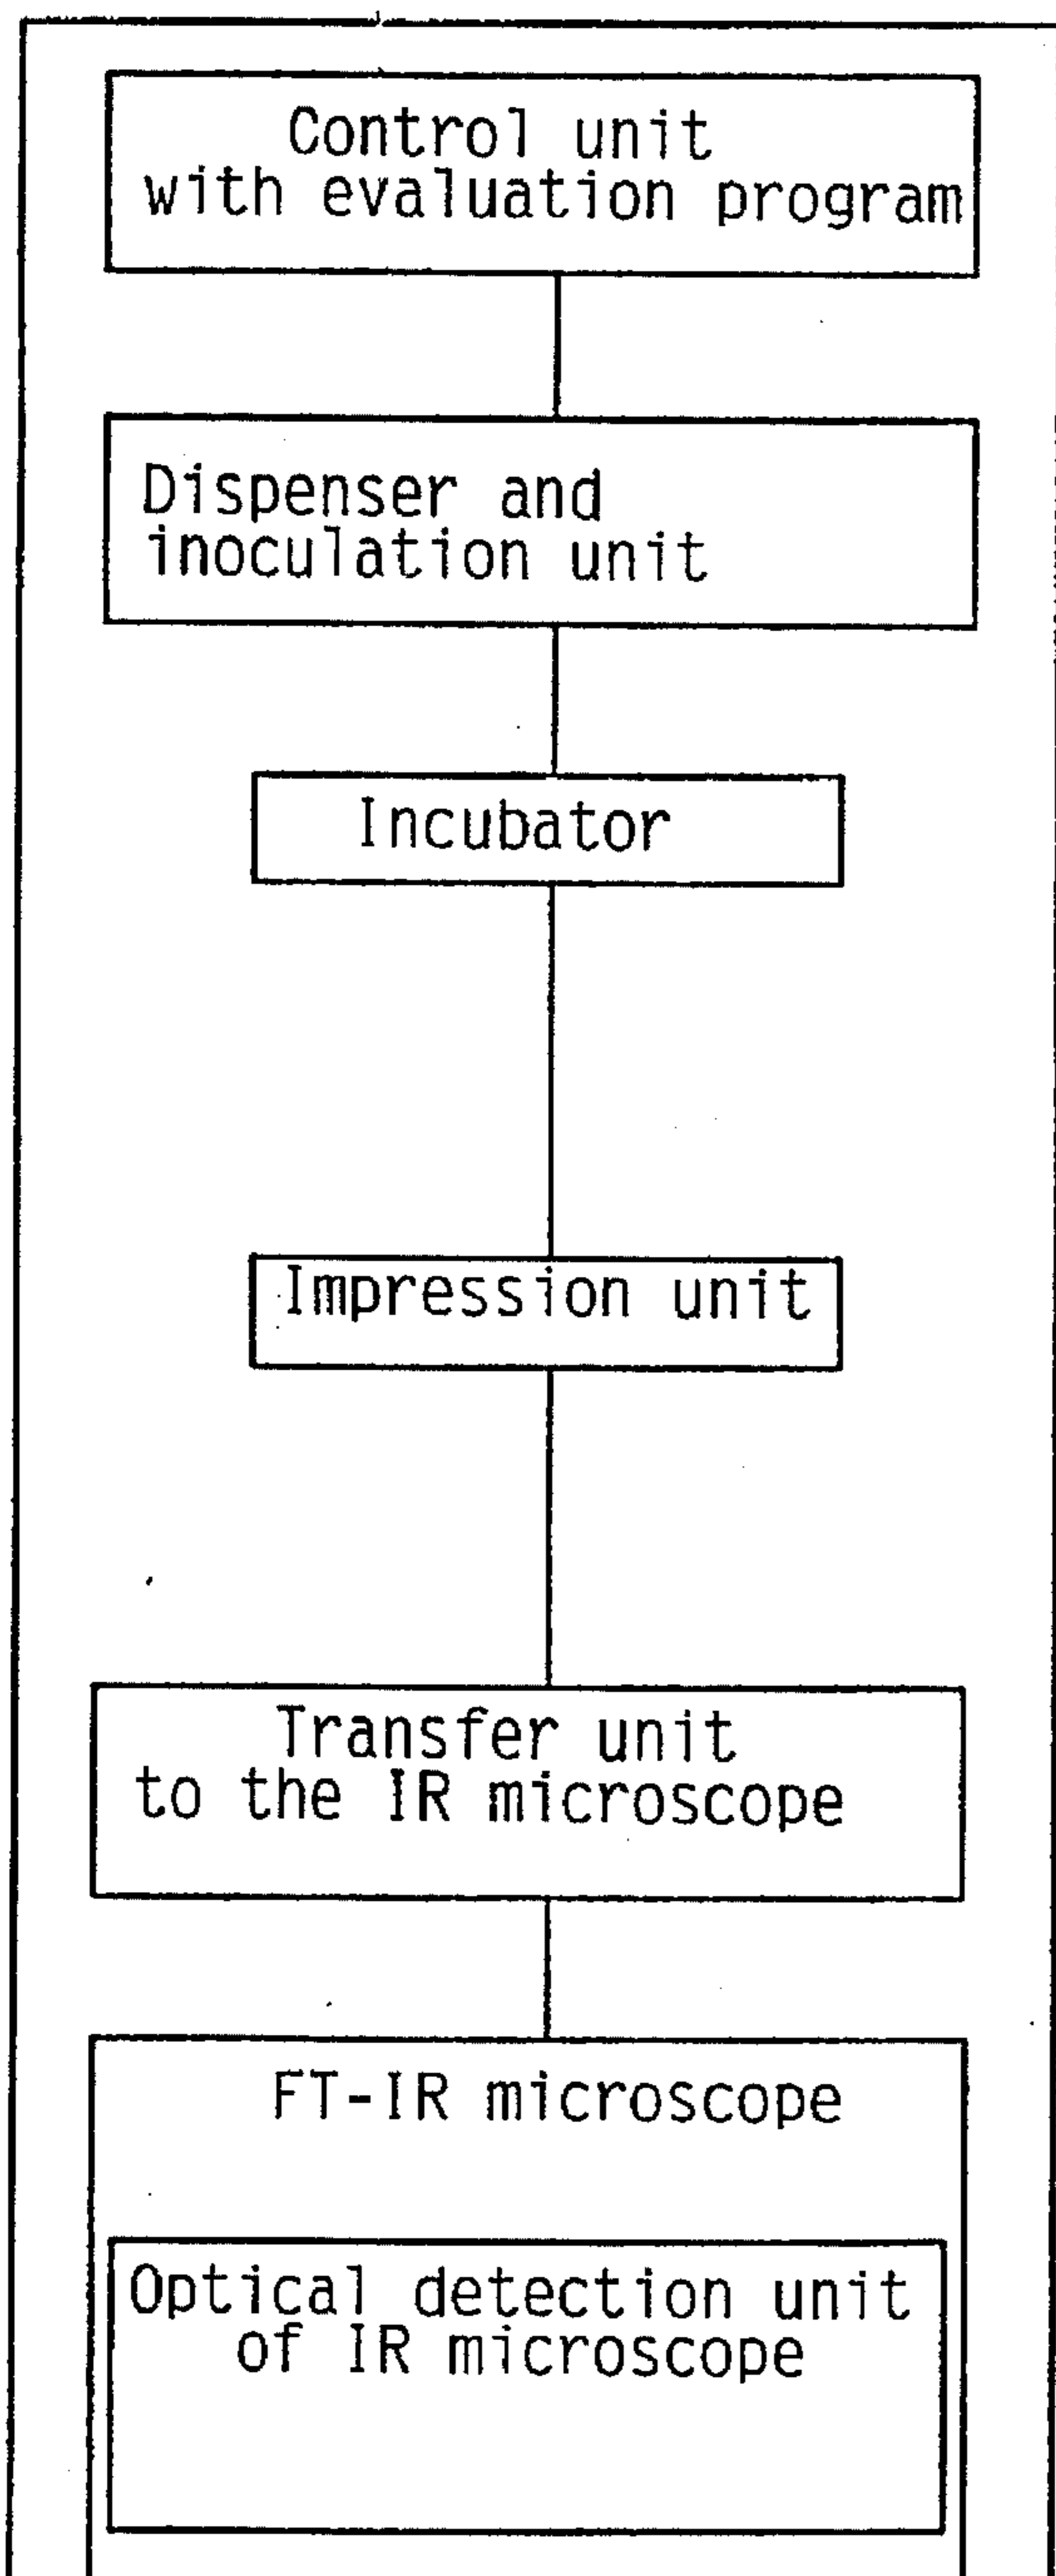 Control unit
with evaluation program
Dispenser and
inoculation unit
Incubator
Impression unit
Transfer unit
to the IR microscope
FT-IR microscope
Optical detection unit
of IR microscope